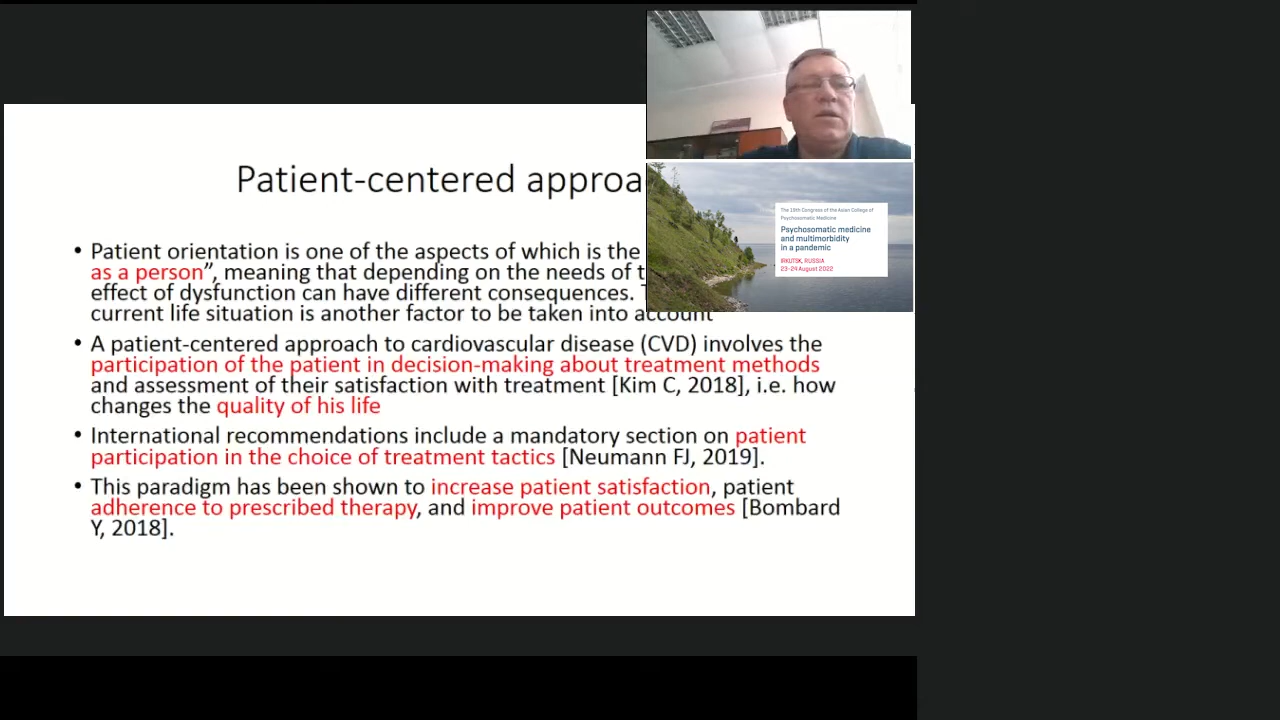 Patient-centered approa
• Patient orientation is one of the aspects of which is the
as a person”, meaning that depending on the needs of t
effect of dysfunction can have different consequences.
current life situation is another factor to be taken into account
• A patient-centered approach to cardiovascular disease (CVD) involves the
participation of the patient in decision-making about treatment methods
and assessment of their satisfaction with treatment [Kim C, 2018], i.e. how
changes the quality of his life
• International recommendations include a mandatory section on patient
participation in the choice of treatment tactics [Neumann FJ, 2019].
• This paradigm has been shown to increase patient satisfaction, patient
adherence to prescribed therapy, and improve patient outcomes [Bombard
Y, 2018].
The 19th Congress of the Asian College of
Psychosomatic Medicine
Psychosomatic medicine
and multimorbidity
in a pandemic
IRKUTSK, RUSSIA
23–24 August 2022